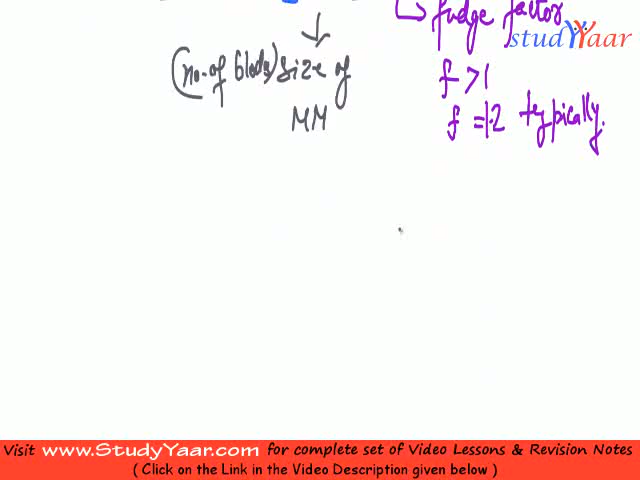 ↳ fudge factor
studYYaar
(no. of blocks) size of
MM
f > 1
f = 1.2 typically.
Visit www.StudyYaar.com for complete set of Video Lessons & Revision Notes
( Click on the Link in the Video Description given below )